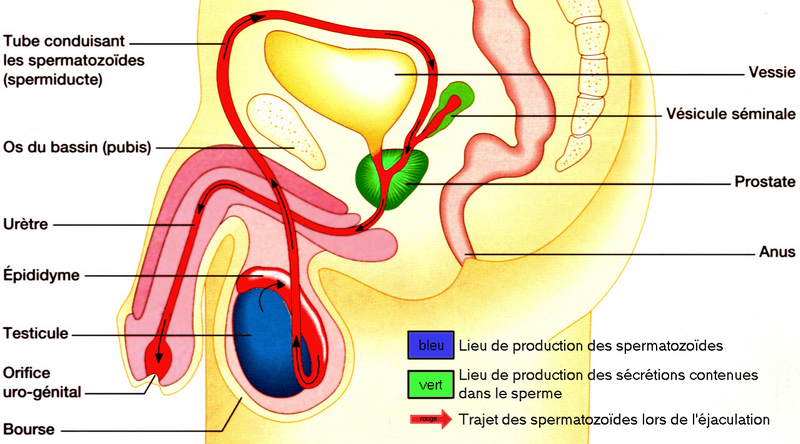 Tube conduisant
les spermatozoïdes
(spermiducte)
Os du bassin (pubis)
Urètre
Épididyme
Testicule
Orifice
uro-génital
Bourse
Vessie
Vésicule séminale
Prostate
Anus
bleu Lieu de production des spermatozoïdes
vert Lieu de production des sécrétions contenues
dans le sperme
rouge Trajet des spermatozoïdes lors de l'éjaculation